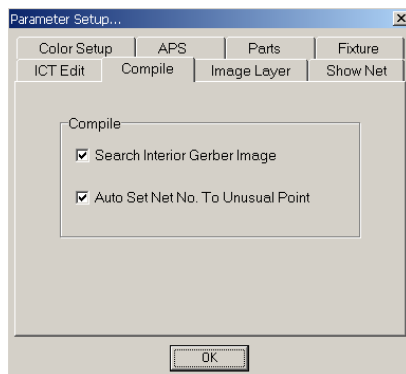 Parameter Setup...
Color Setup APS Parts Fixture
ICT Edit Compile Image Layer Show Net
Compile
Search Interior Gerber Image
Auto Set Net No. To Unusual Point
OK